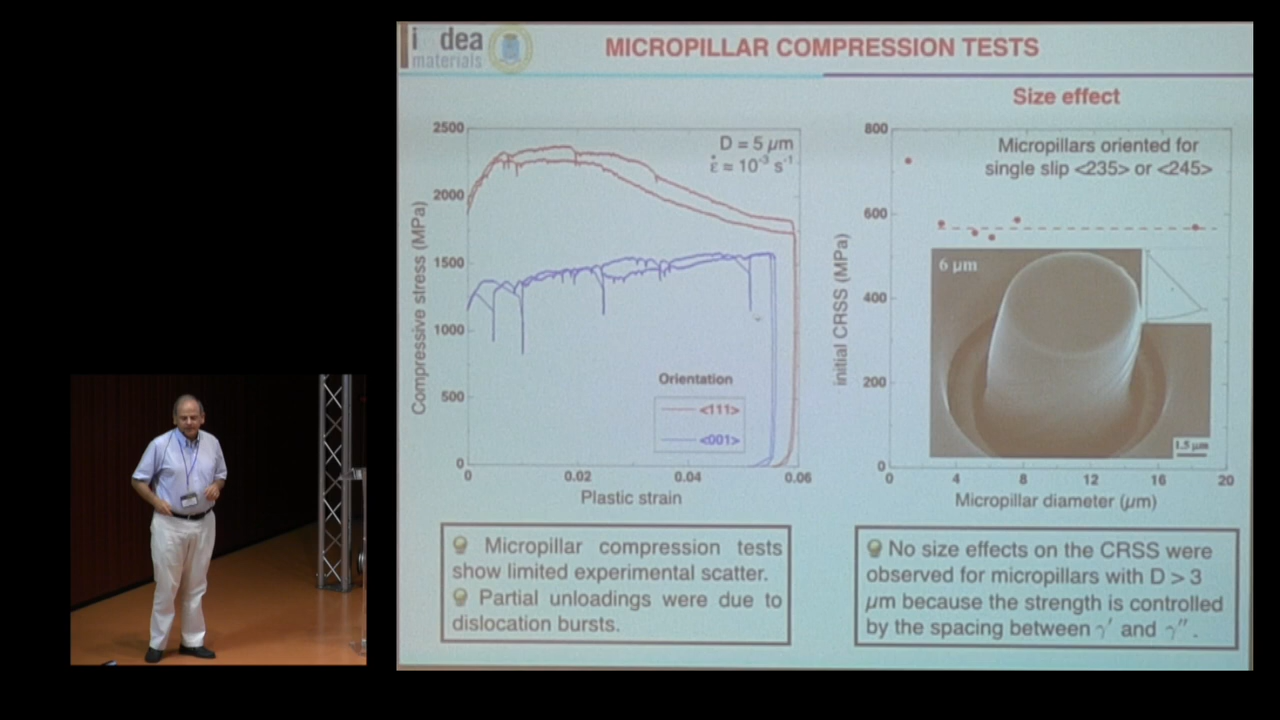 i dea
materials
MICROPILLAR COMPRESSION TESTS
Size effect
2500
2000
1500
1000
500
0
0
0.02
0.04
0.06
Compressive stress (MPa)
Plastic strain
D = 5 µm
ε̇ ≈ 10⁻³ s⁻¹
Orientation
<111>
<001>
800
600
400
200
0
0
4
8
12
16
20
initial CRSS (MPa)
Micropillar diameter (µm)
Micropillars oriented for
single slip <235> or <245>
6 µm
1.5 µm
Micropillar compression tests
show limited experimental scatter.
Partial unloadings were due to
dislocation bursts.
No size effects on the CRSS were
observed for micropillars with D > 3
µm because the strength is controlled
by the spacing between γ′ and γ″ .